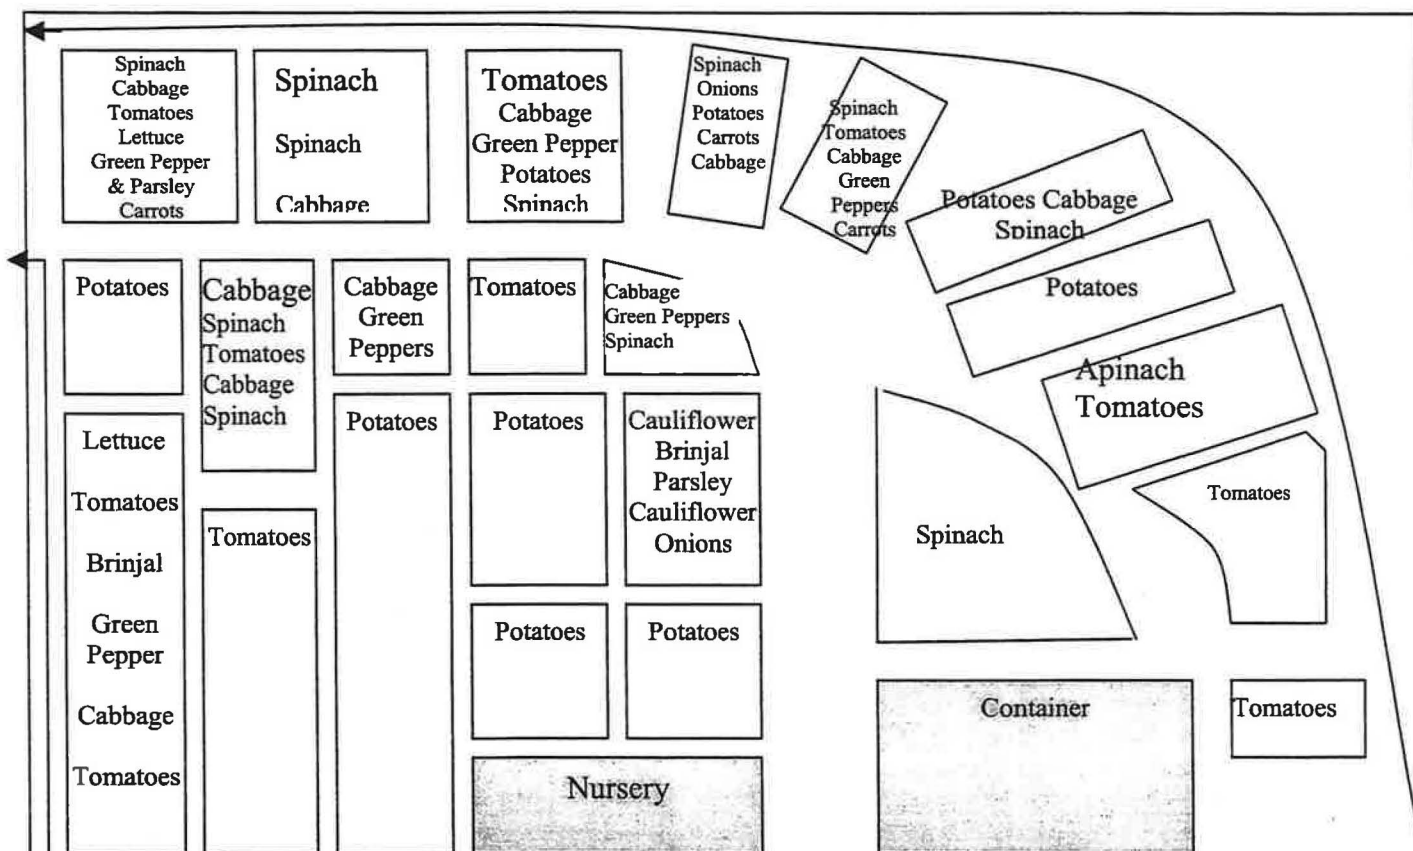 Spinach
Cabbage
Tomatoes
Lettuce
Green Pepper
& Parsley
Carrots
Spinach
Spinach
Cabbage
Tomatoes
Cabbage
Green Pepper
Potatoes
Spinach
Spinach
Onions
Potatoes
Carrots
Cabbage
Spinach
Tomatoes
Cabbage
Green
Peppers
Carrots
Potatoes Cabbage
Spinach
Potatoes
Apinach
Tomatoes
Tomatoes
Potatoes
Cabbage
Spinach
Tomatoes
Cabbage
Spinach
Cabbage
Green
Peppers
Tomatoes
Cabbage
Green Peppers
Spinach
Lettuce
Tomatoes
Brinjal
Green
Pepper
Cabbage
Tomatoes
Tomatoes
Potatoes
Potatoes
Cauliflower
Brinjal
Parsley
Cauliflower
Onions
Spinach
Potatoes
Potatoes
Nursery
Container
Tomatoes